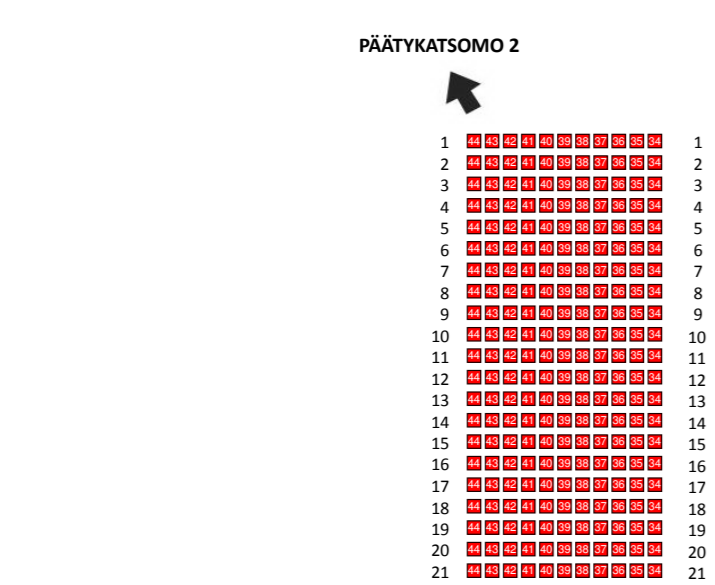 PÄÄTYKATSOMO 2
1 44 43 42 41 40 39 38 37 36 35 34 1
2 44 43 42 41 40 39 38 37 36 35 34 2
3 44 43 42 41 40 39 38 37 36 35 34 3
4 44 43 42 41 40 39 38 37 36 35 34 4
5 44 43 42 41 40 39 38 37 36 35 34 5
6 44 43 42 41 40 39 38 37 36 35 34 6
7 44 43 42 41 40 39 38 37 36 35 34 7
8 44 43 42 41 40 39 38 37 36 35 34 8
9 44 43 42 41 40 39 38 37 36 35 34 9
10 44 43 42 41 40 39 38 37 36 35 34 10
11 44 43 42 41 40 39 38 37 36 35 34 11
12 44 43 42 41 40 39 38 37 36 35 34 12
13 44 43 42 41 40 39 38 37 36 35 34 13
14 44 43 42 41 40 39 38 37 36 35 34 14
15 44 43 42 41 40 39 38 37 36 35 34 15
16 44 43 42 41 40 39 38 37 36 35 34 16
17 44 43 42 41 40 39 38 37 36 35 34 17
18 44 43 42 41 40 39 38 37 36 35 34 18
19 44 43 42 41 40 39 38 37 36 35 34 19
20 44 43 42 41 40 39 38 37 36 35 34 20
21 44 43 42 41 40 39 38 37 36 35 34 21